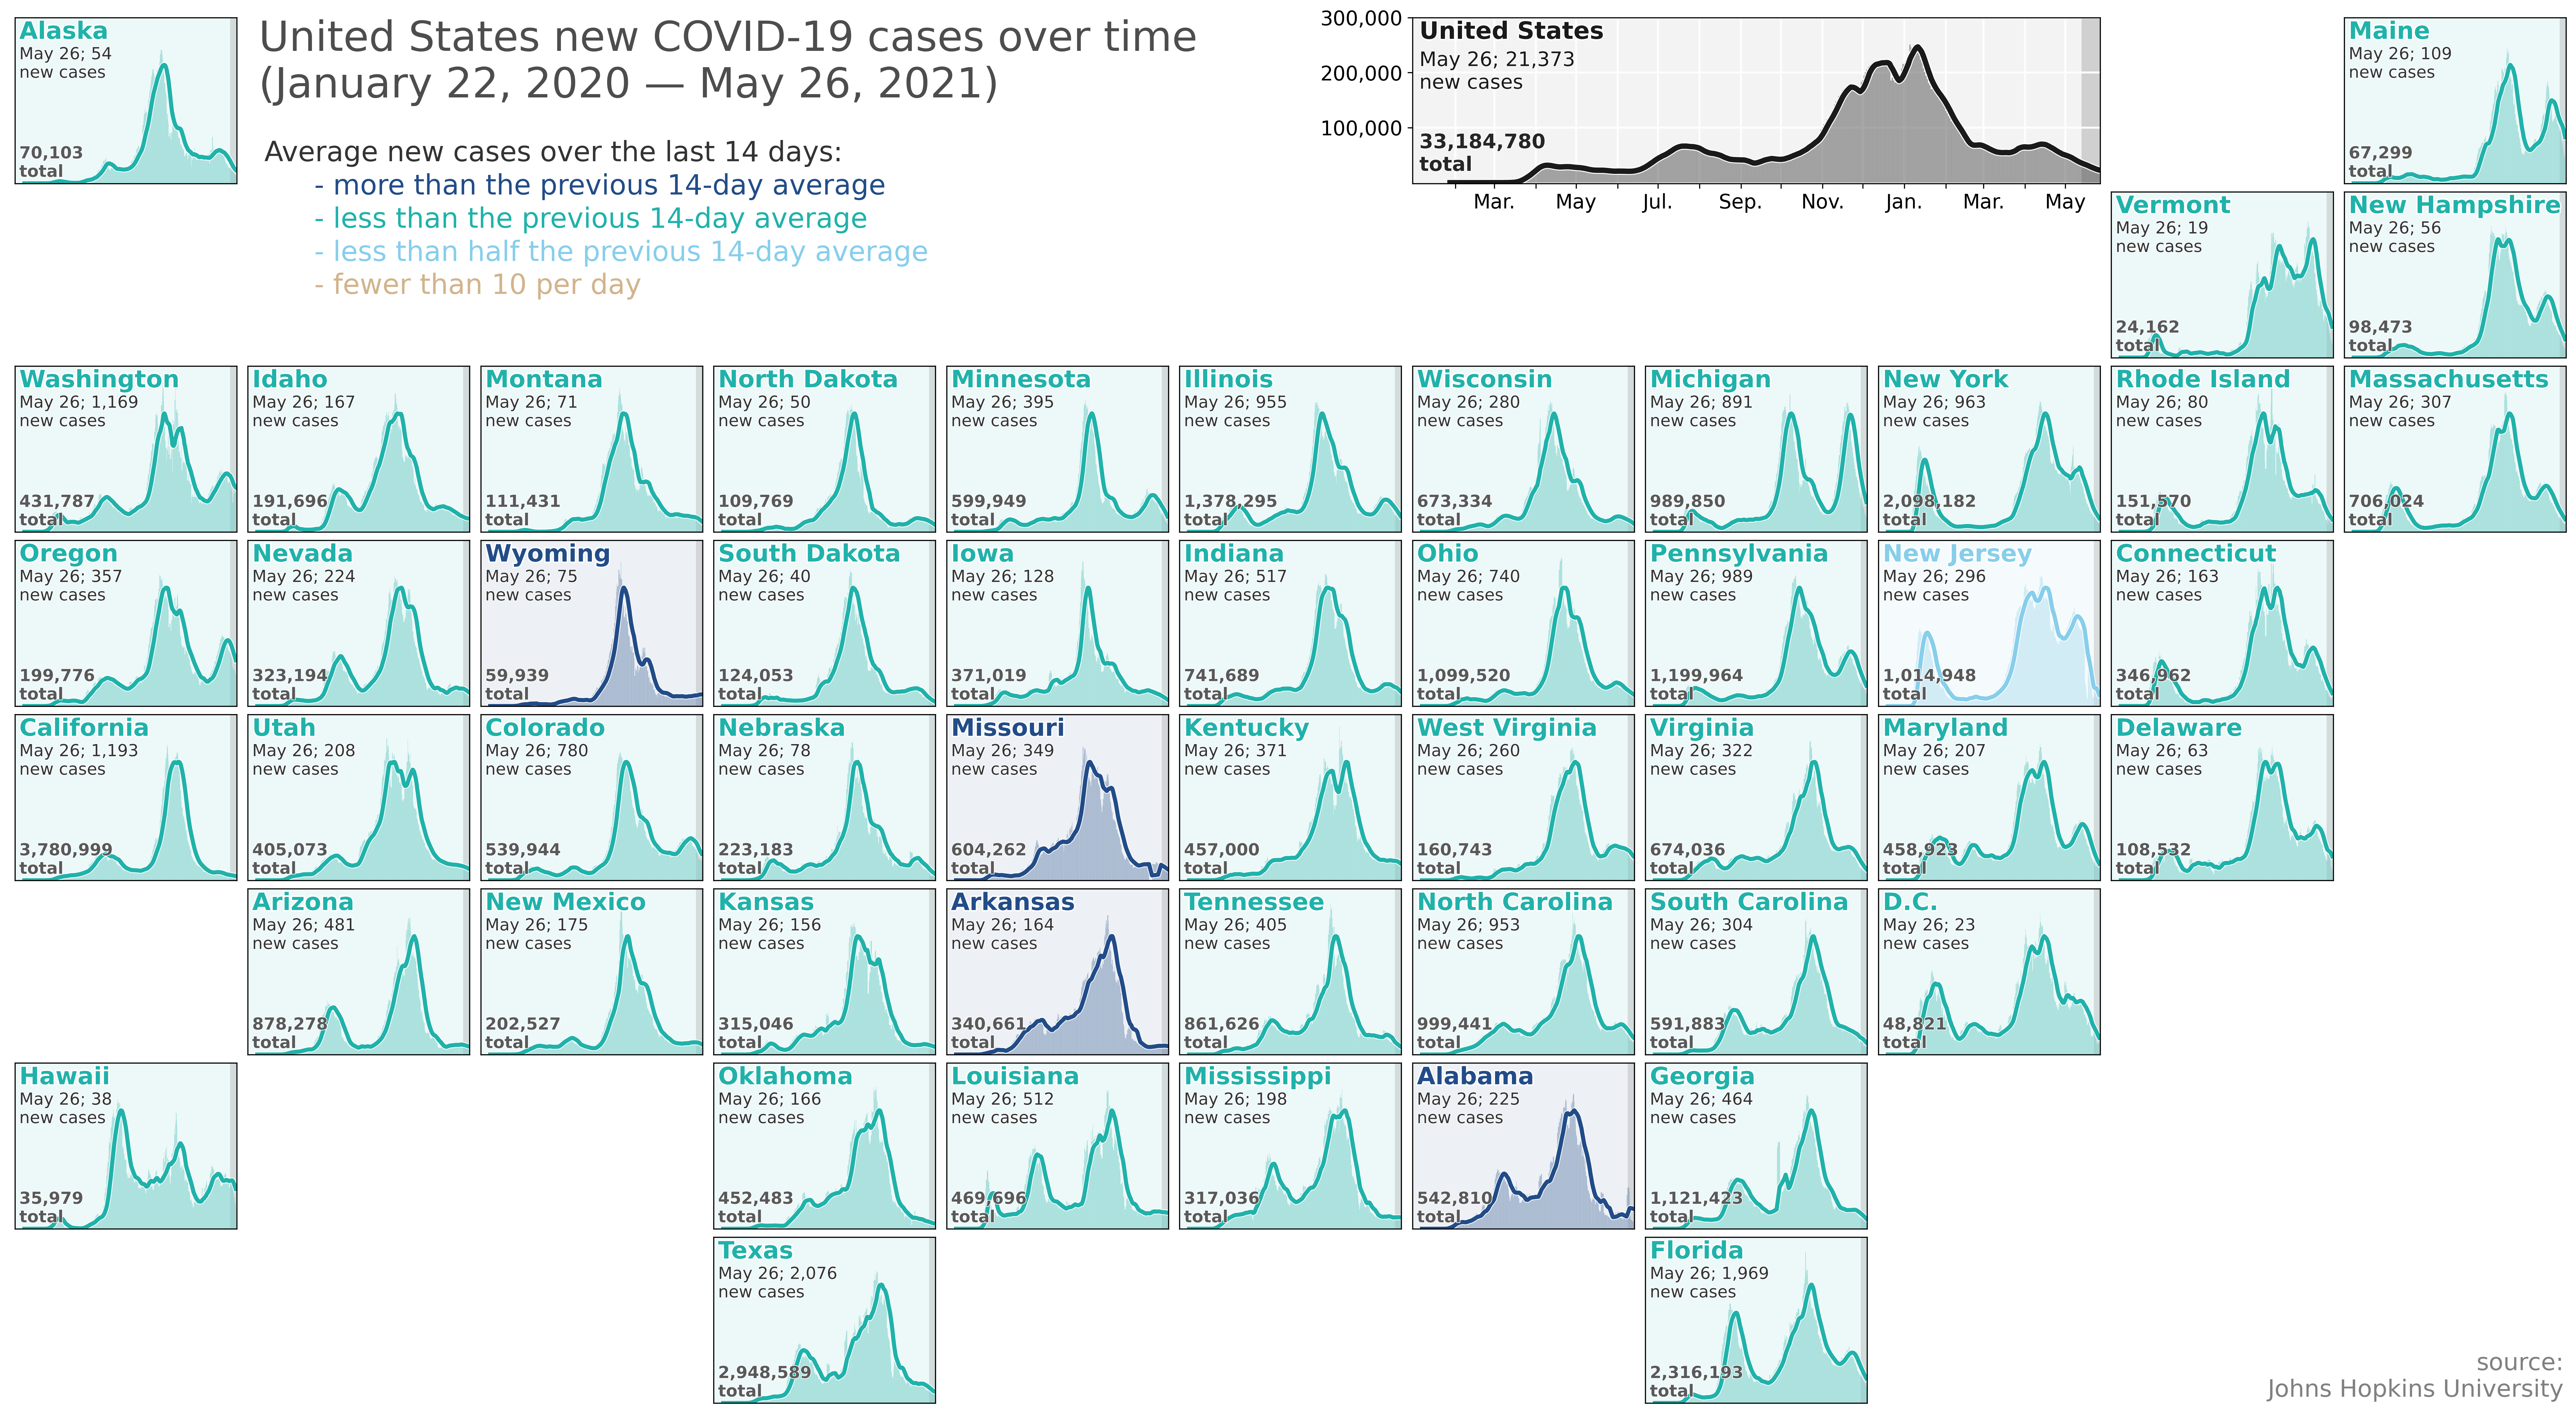 Alaska
May 26; 54
new cases
70,103
total
United States new COVID-19 cases over time
(January 22, 2020 — May 26, 2021)
Average new cases over the last 14 days:
- more than the previous 14-day average
- less than the previous 14-day average
- less than half the previous 14-day average
- fewer than 10 per day
300,000
200,000
100,000
United States
May 26; 21,373
new cases
33,184,780
total
Mar. May Jul. Sep. Nov. Jan. Mar. May
Maine
May 26; 109
new cases
67,299
total
Vermont
May 26; 19
new cases
24,162
total
New Hampshire
May 26; 56
new cases
98,473
total
Washington
May 26; 1,169
new cases
431,787
total
Idaho
May 26; 167
new cases
191,696
total
Montana
May 26; 71
new cases
111,431
total
North Dakota
May 26; 50
new cases
109,769
total
Minnesota
May 26; 395
new cases
599,949
total
Illinois
May 26; 955
new cases
1,378,295
total
Wisconsin
May 26; 280
new cases
673,334
total
Michigan
May 26; 891
new cases
989,850
total
New York
May 26; 963
new cases
2,098,182
total
Rhode Island
May 26; 80
new cases
151,570
total
Massachusetts
May 26; 307
new cases
706,024
total
Oregon
May 26; 357
new cases
199,776
total
Nevada
May 26; 224
new cases
323,194
total
Wyoming
May 26; 75
new cases
59,939
total
South Dakota
May 26; 40
new cases
124,053
total
Iowa
May 26; 128
new cases
371,019
total
Indiana
May 26; 517
new cases
741,689
total
Ohio
May 26; 740
new cases
1,099,520
total
Pennsylvania
May 26; 989
new cases
1,199,964
total
New Jersey
May 26; 296
new cases
1,014,948
total
Connecticut
May 26; 163
new cases
346,962
total
California
May 26; 1,193
new cases
3,780,999
total
Utah
May 26; 208
new cases
405,073
total
Colorado
May 26; 780
new cases
539,944
total
Nebraska
May 26; 78
new cases
223,183
total
Missouri
May 26; 349
new cases
604,262
total
Kentucky
May 26; 371
new cases
457,000
total
West Virginia
May 26; 260
new cases
160,743
total
Virginia
May 26; 322
new cases
674,036
total
Maryland
May 26; 207
new cases
458,923
total
Delaware
May 26; 63
new cases
108,532
total
Arizona
May 26; 481
new cases
878,278
total
New Mexico
May 26; 175
new cases
202,527
total
Kansas
May 26; 156
new cases
315,046
total
Arkansas
May 26; 164
new cases
340,661
total
Tennessee
May 26; 405
new cases
861,626
total
North Carolina
May 26; 953
new cases
999,441
total
South Carolina
May 26; 304
new cases
591,883
total
D.C.
May 26; 23
new cases
48,821
total
Hawaii
May 26; 38
new cases
35,979
total
Oklahoma
May 26; 166
new cases
452,483
total
Louisiana
May 26; 512
new cases
469,696
total
Mississippi
May 26; 198
new cases
317,036
total
Alabama
May 26; 225
new cases
542,810
total
Georgia
May 26; 464
new cases
1,121,423
total
Texas
May 26; 2,076
new cases
2,948,589
total
Florida
May 26; 1,969
new cases
2,316,193
total
source:
Johns Hopkins University